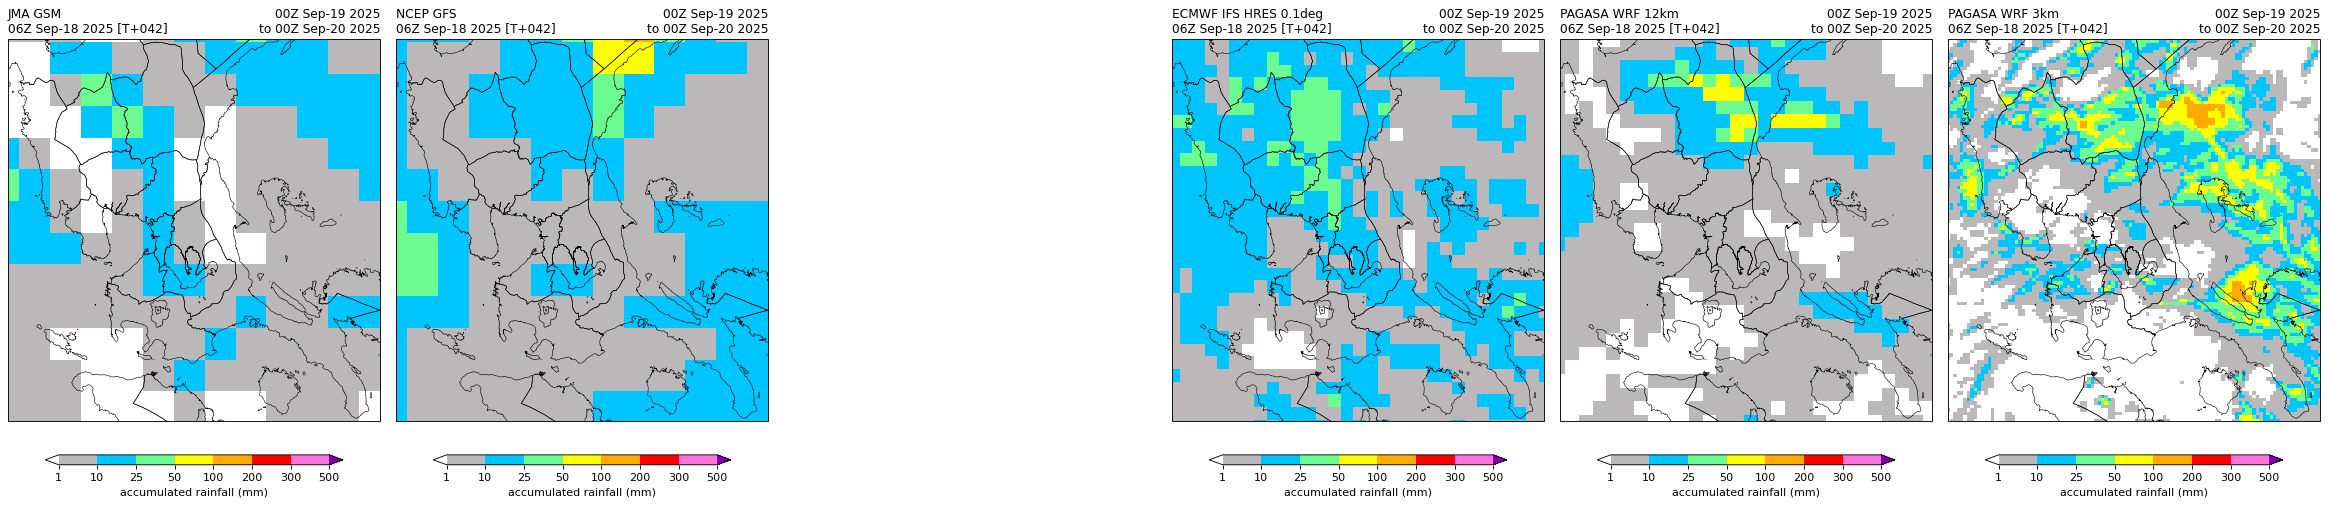 JMA GSM 00Z Sep-19 2025
06Z Sep-18 2025 [T+042] to 00Z Sep-20 2025
1 10 25 50 100 200 300 500
accumulated rainfall (mm)
NCEP GFS 00Z Sep-19 2025
06Z Sep-18 2025 [T+042] to 00Z Sep-20 2025
1 10 25 50 100 200 300 500
accumulated rainfall (mm)
ECMWF IFS HRES 0.1deg 00Z Sep-19 2025
06Z Sep-18 2025 [T+042] to 00Z Sep-20 2025
1 10 25 50 100 200 300 500
accumulated rainfall (mm)
PAGASA WRF 12km 00Z Sep-19 2025
06Z Sep-18 2025 [T+042] to 00Z Sep-20 2025
1 10 25 50 100 200 300 500
accumulated rainfall (mm)
PAGASA WRF 3km 00Z Sep-19 2025
06Z Sep-18 2025 [T+042] to 00Z Sep-20 2025
1 10 25 50 100 200 300 500
accumulated rainfall (mm)